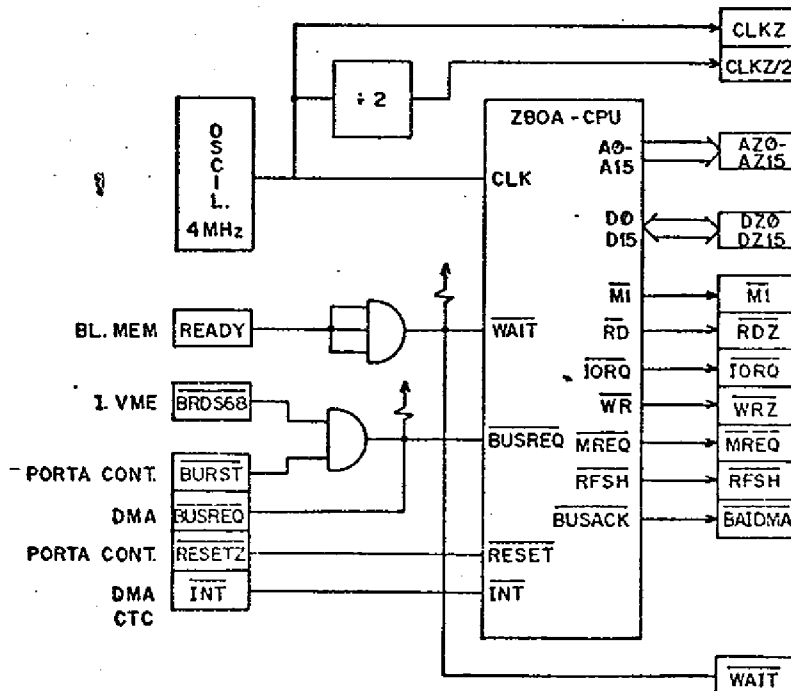 CLKZ
CLKZ/2
÷ 2
OSCIL.
4MHz
Z80A - CPU
CLK
A0-
A15
AZ0-
AZ15
D0
D15
DZ0
DZ15
M1
M1
BL. MEM
READY
WAIT
RD
RDZ
IORQ
IORQ
I. VME
BRDS68
WR
WRZ
BUSREQ
MREQ
MREQ
PORTA CONT.
BURST
RFSH
RFSH
DMA
BUSREQ
BUSACK
BAIDMA
PORTA CONT.
RESETZ
RESET
DMA
CTC
INT
INT
WAIT